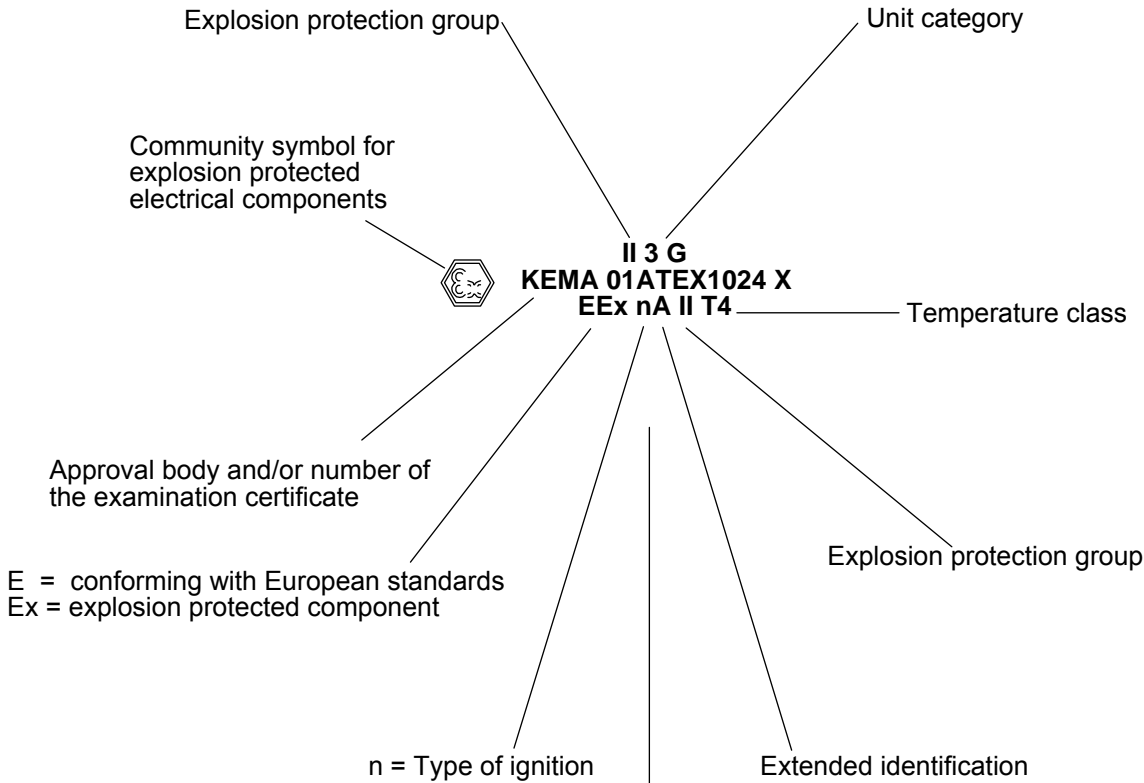 Explosion protection group
Unit category
Community symbol for
explosion protected
electrical components
II 3 G
KEMA 01ATEX1024 X
EEx nA II T4
Temperature class
Approval body and/or number of
the examination certificate
Explosion protection group
E = conforming with European standards
Ex = explosion protected component
n = Type of ignition
Extended identification